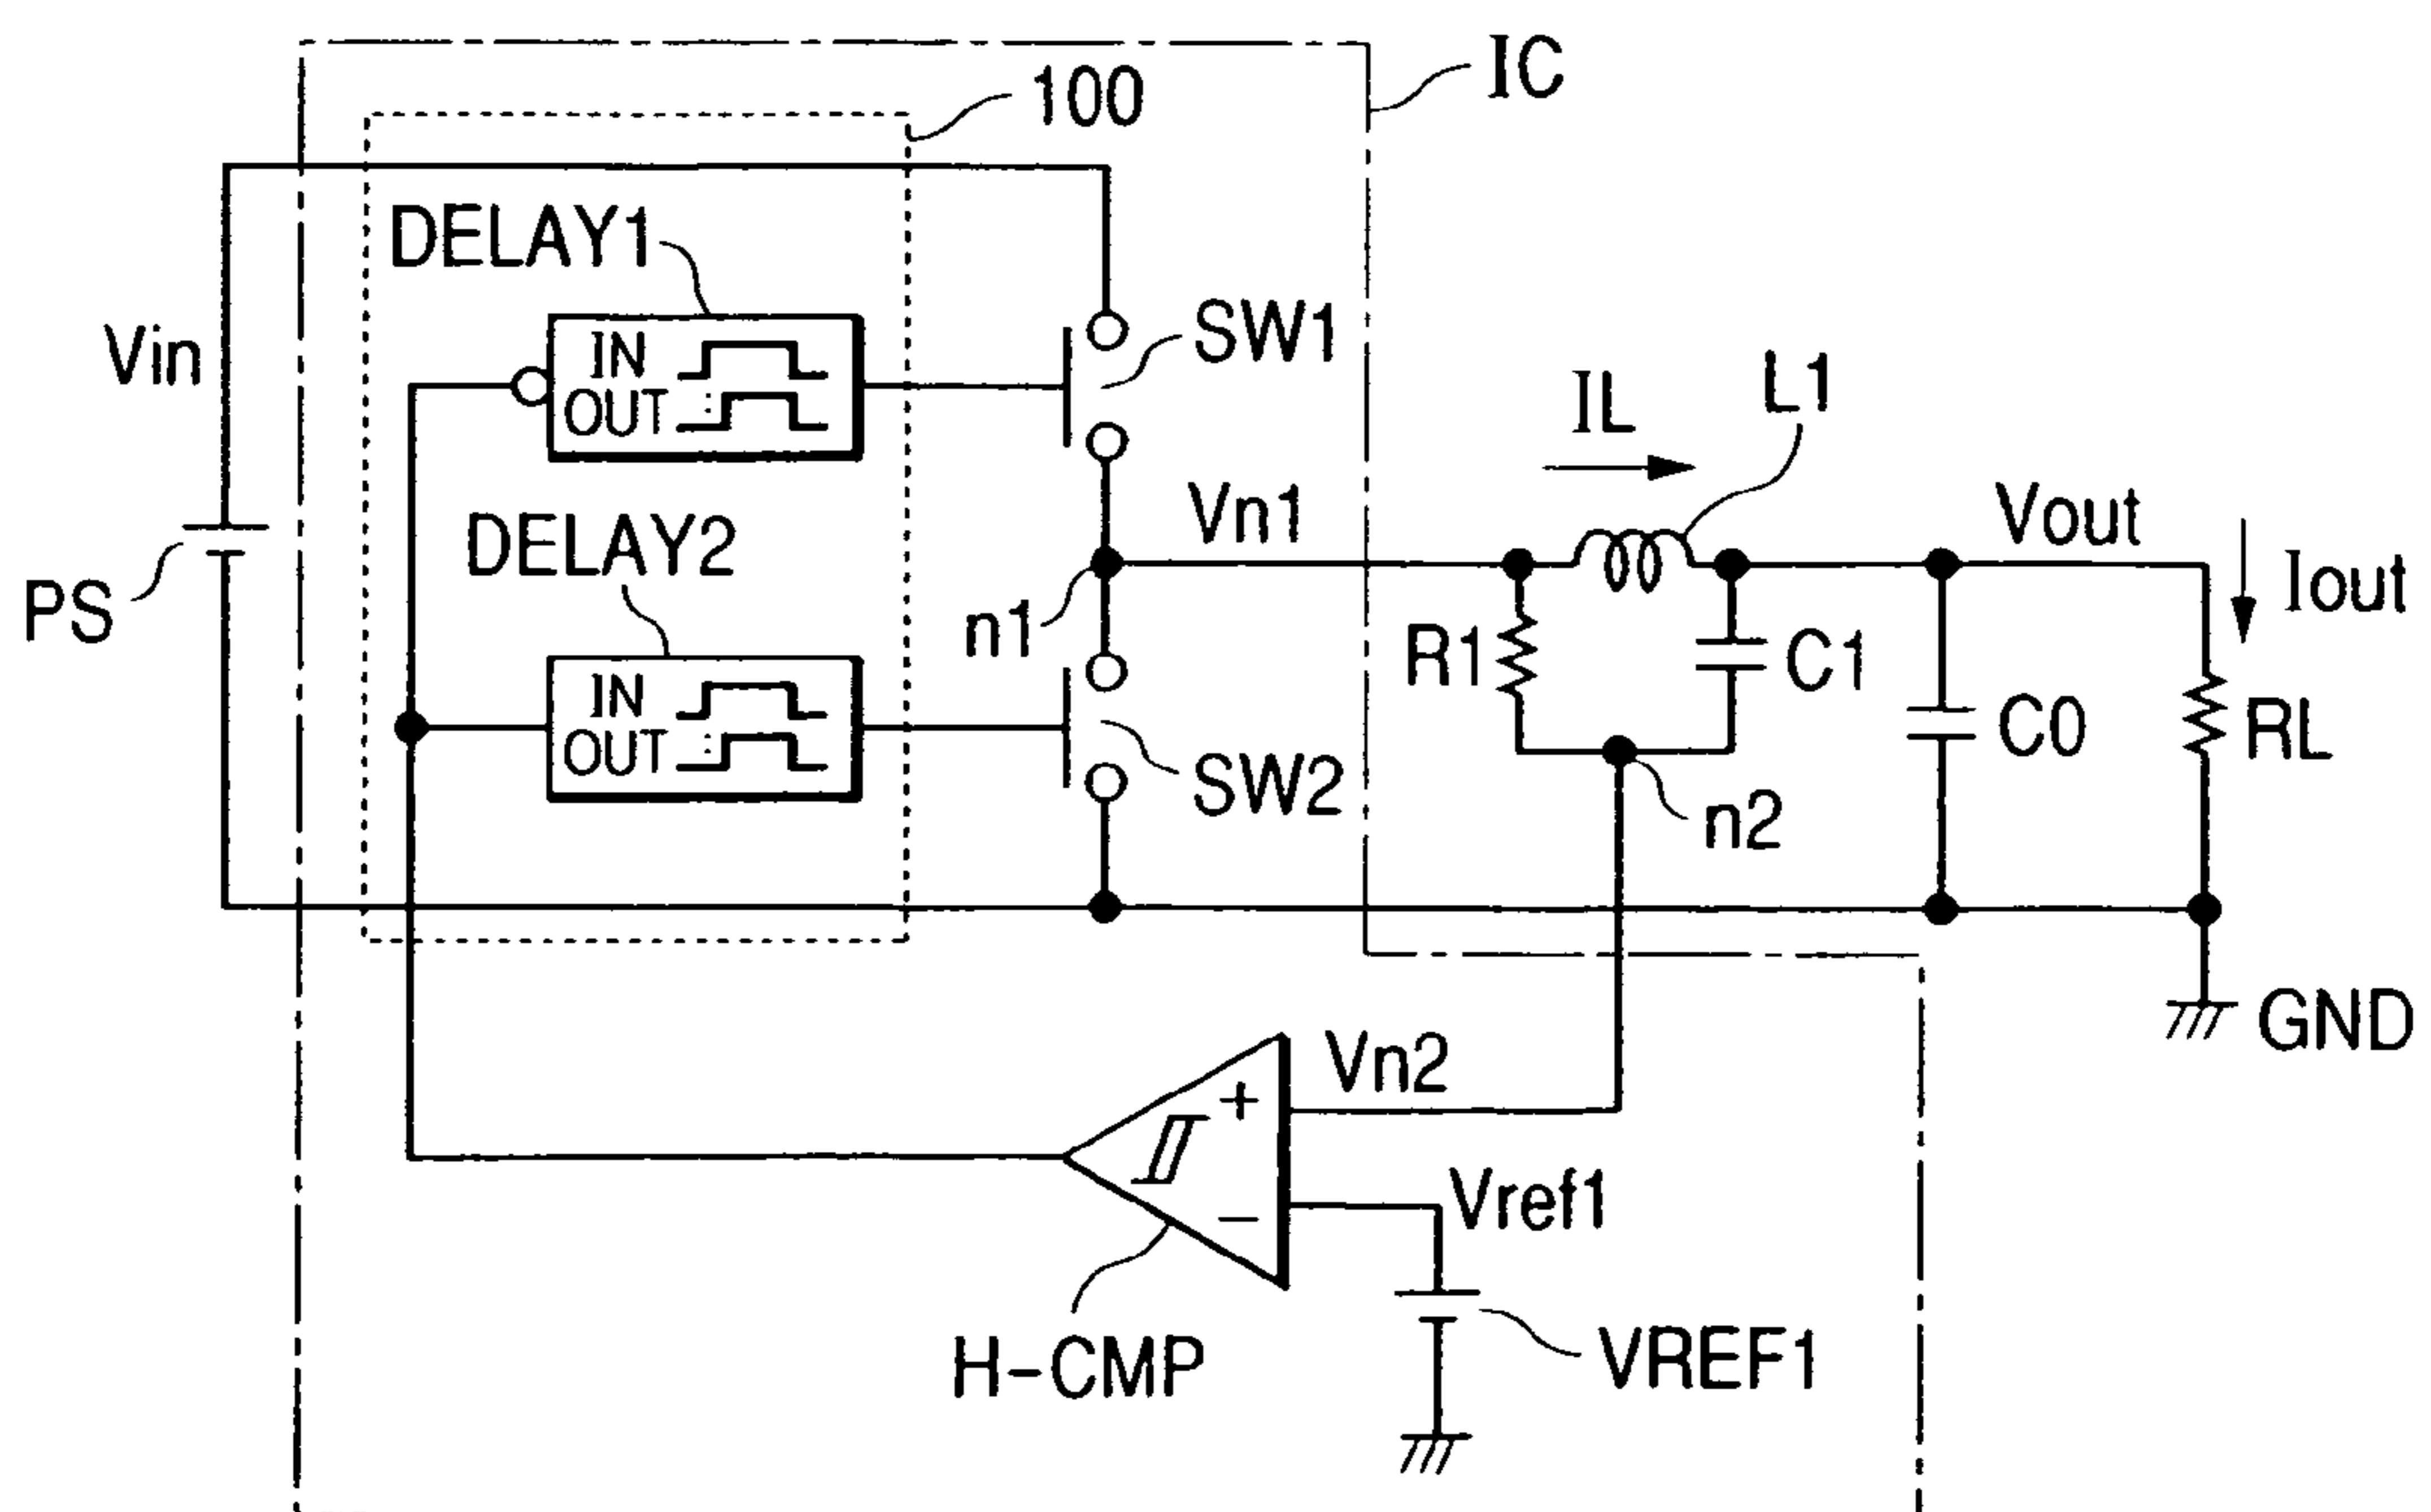 IC
100
DELAY1
IN
OUT
SW1
Vin
L1
IL
Vn1
Vout
DELAY2
Iout
PS
n1
R1
C1
IN
OUT
C0
RL
SW2
n2
GND
Vn2
+
Vref1
−
H-CMP
VREF1